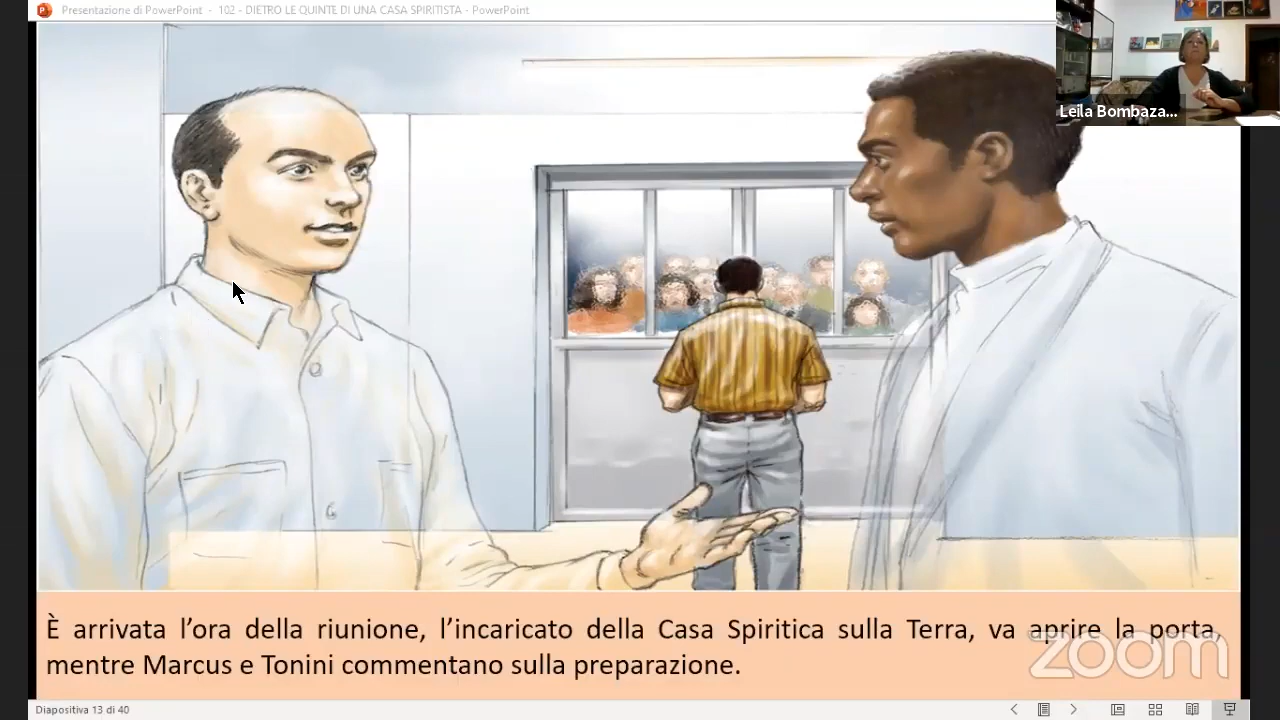 Presentazione di PowerPoint - 102 - DIETRO LE QUINTE DI UNA CASA SPIRITISTA - PowerPoint
Leila Bombaza...
È arrivata l’ora della riunione, l’incaricato della Casa Spiritica sulla Terra, va aprire la porta,
mentre Marcus e Tonini commentano sulla preparazione.
zoom
Diapositiva 13 di 40